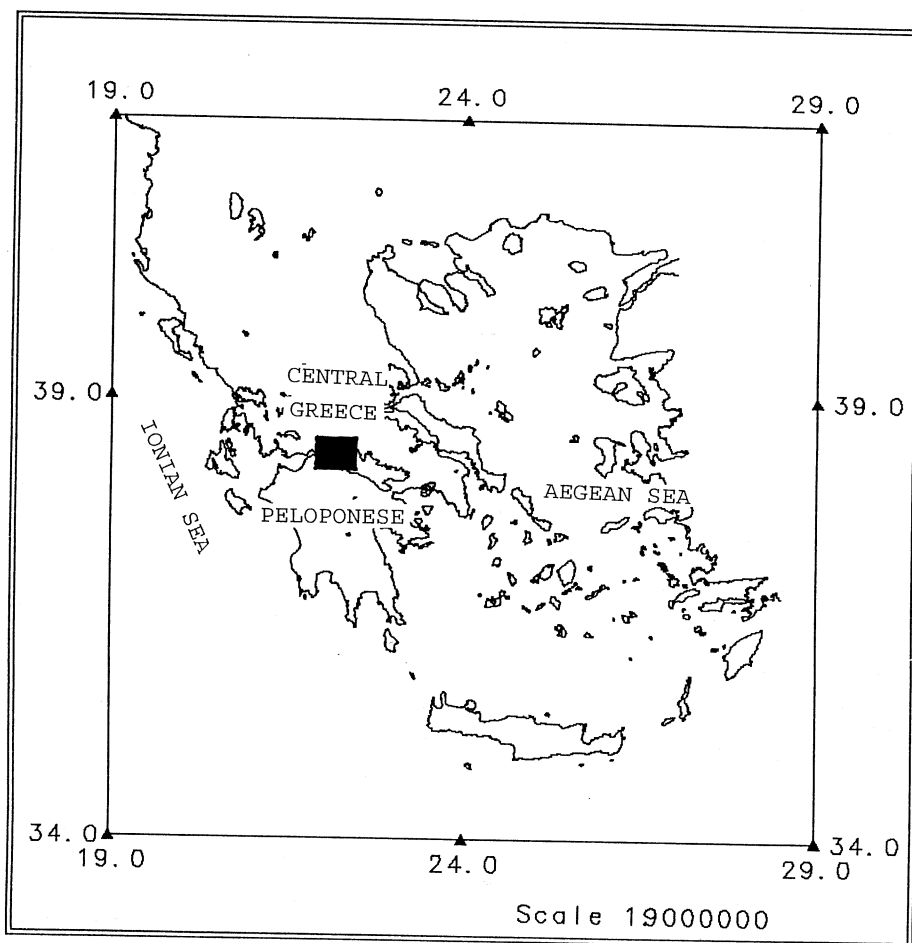 19.0
24.0
29.0
CENTRAL
39.0
39.0
GREECE
IONIAN SEA
AEGEAN SEA
PELOPONESE
34.0
34.0
19.0
24.0
29.0
Scale 19000000